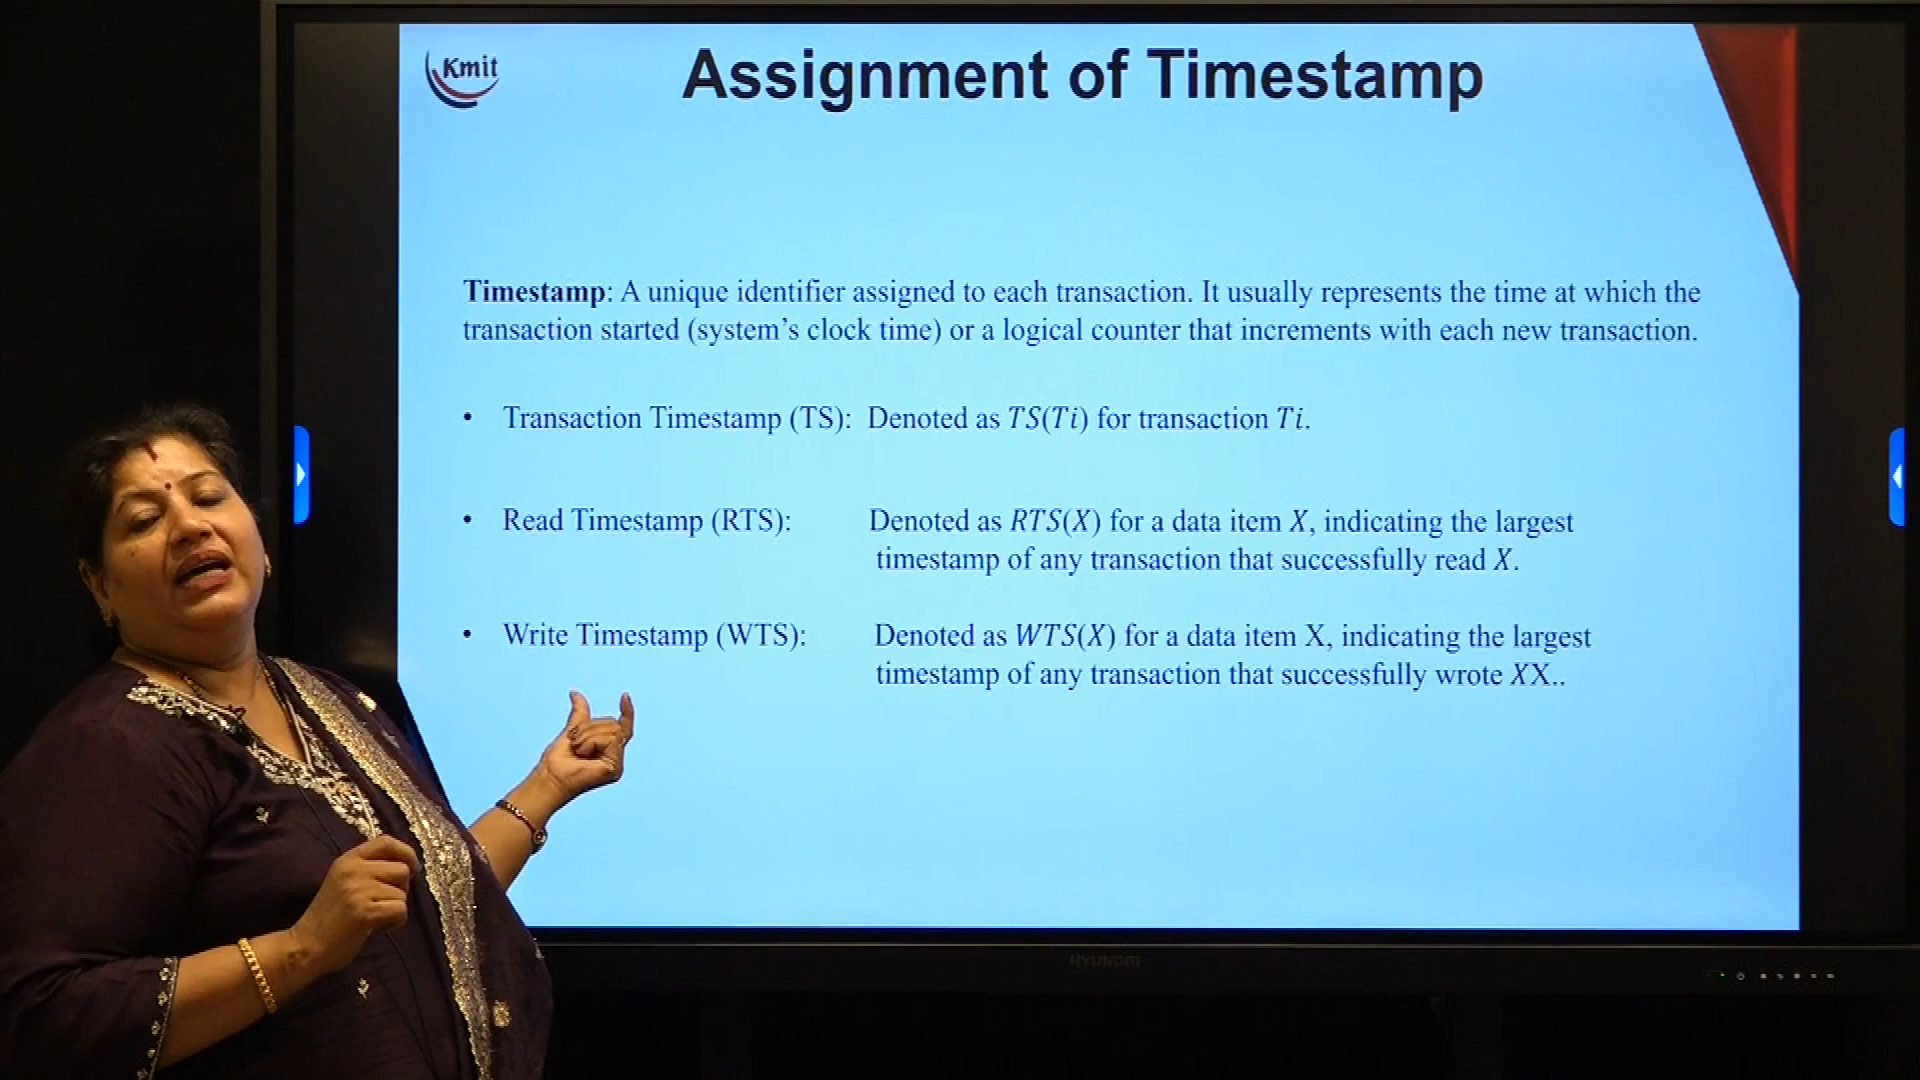 Kmit
Assignment of Timestamp
Timestamp: A unique identifier assigned to each transaction. It usually represents the time at which the
transaction started (system’s clock time) or a logical counter that increments with each new transaction.
• Transaction Timestamp (TS): Denoted as TS(Ti) for transaction Ti.
• Read Timestamp (RTS): Denoted as RTS(X) for a data item X, indicating the largest
timestamp of any transaction that successfully read X.
• Write Timestamp (WTS): Denoted as WTS(X) for a data item X, indicating the largest
timestamp of any transaction that successfully wrote XX..
HYUNDAI